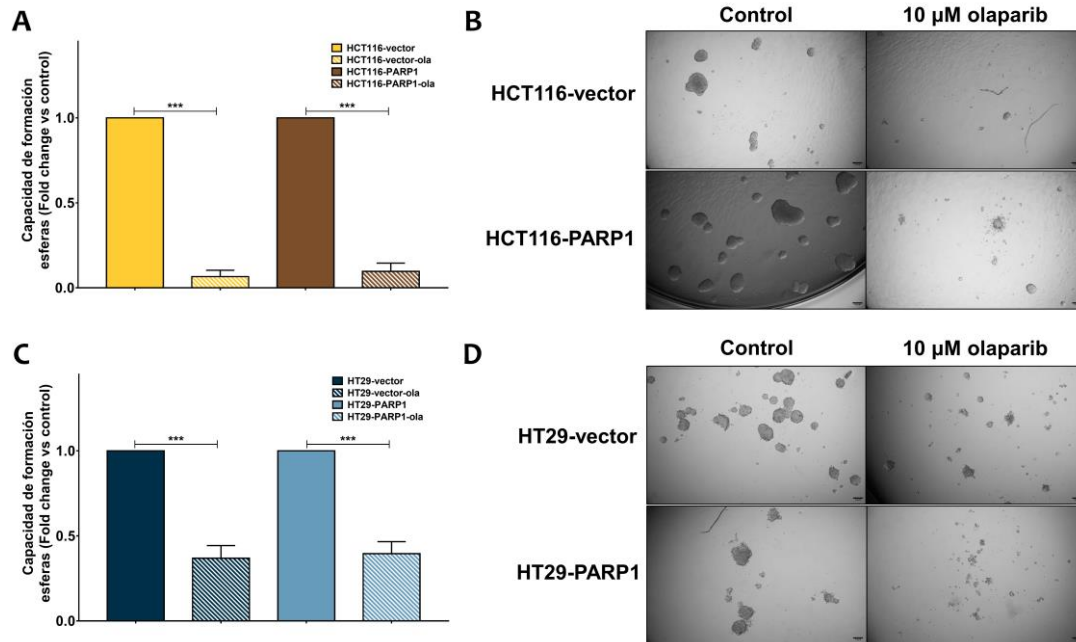 A
Capacidad de formación
esferas (Fold change vs control)
1.0
0.5
0.0
***
***
HCT116-vector
HCT116-vector-ola
HCT116-PARP1
HCT116-PARP1-ola
B
Control
10 µM olaparib
HCT116-vector
HCT116-PARP1
C
Capacidad de formación
esferas (Fold change vs control)
1.0
0.5
0.0
***
***
HT29-vector
HT29-vector-ola
HT29-PARP1
HT29-PARP1-ola
D
Control
10 µM olaparib
HT29-vector
HT29-PARP1